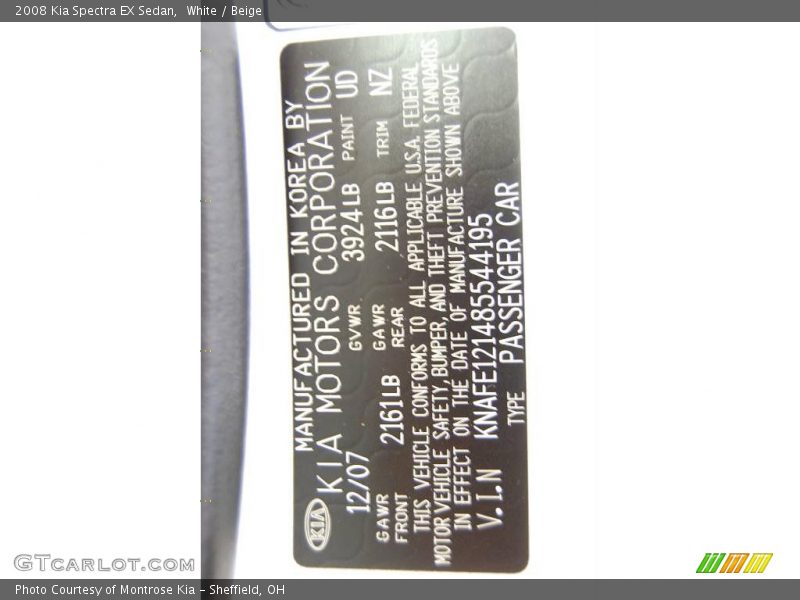 2008 Kia Spectra EX Sedan,  White / Beige
MANUFACTURED IN KOREA BY
KIA KIA MOTORS CORPORATION
12/07 GVWR 3924LB PAINT UD
GAWR FRONT 2161LB GAWR REAR 2116LB TRIM NZ
THIS VEHICLE CONFORMS TO ALL APPLICABLE U.S.A. FEDERAL
MOTOR VEHICLE SAFETY, BUMPER, AND THEFT PREVENTION STANDARDS
IN EFFECT ON THE DATE OF MANUFACTURE SHOWN ABOVE
V.I.N KNAFE121485544195
TYPE PASSENGER CAR
GTCARLOT.COM
Photo Courtesy of Montrose Kia – Sheffield, OH